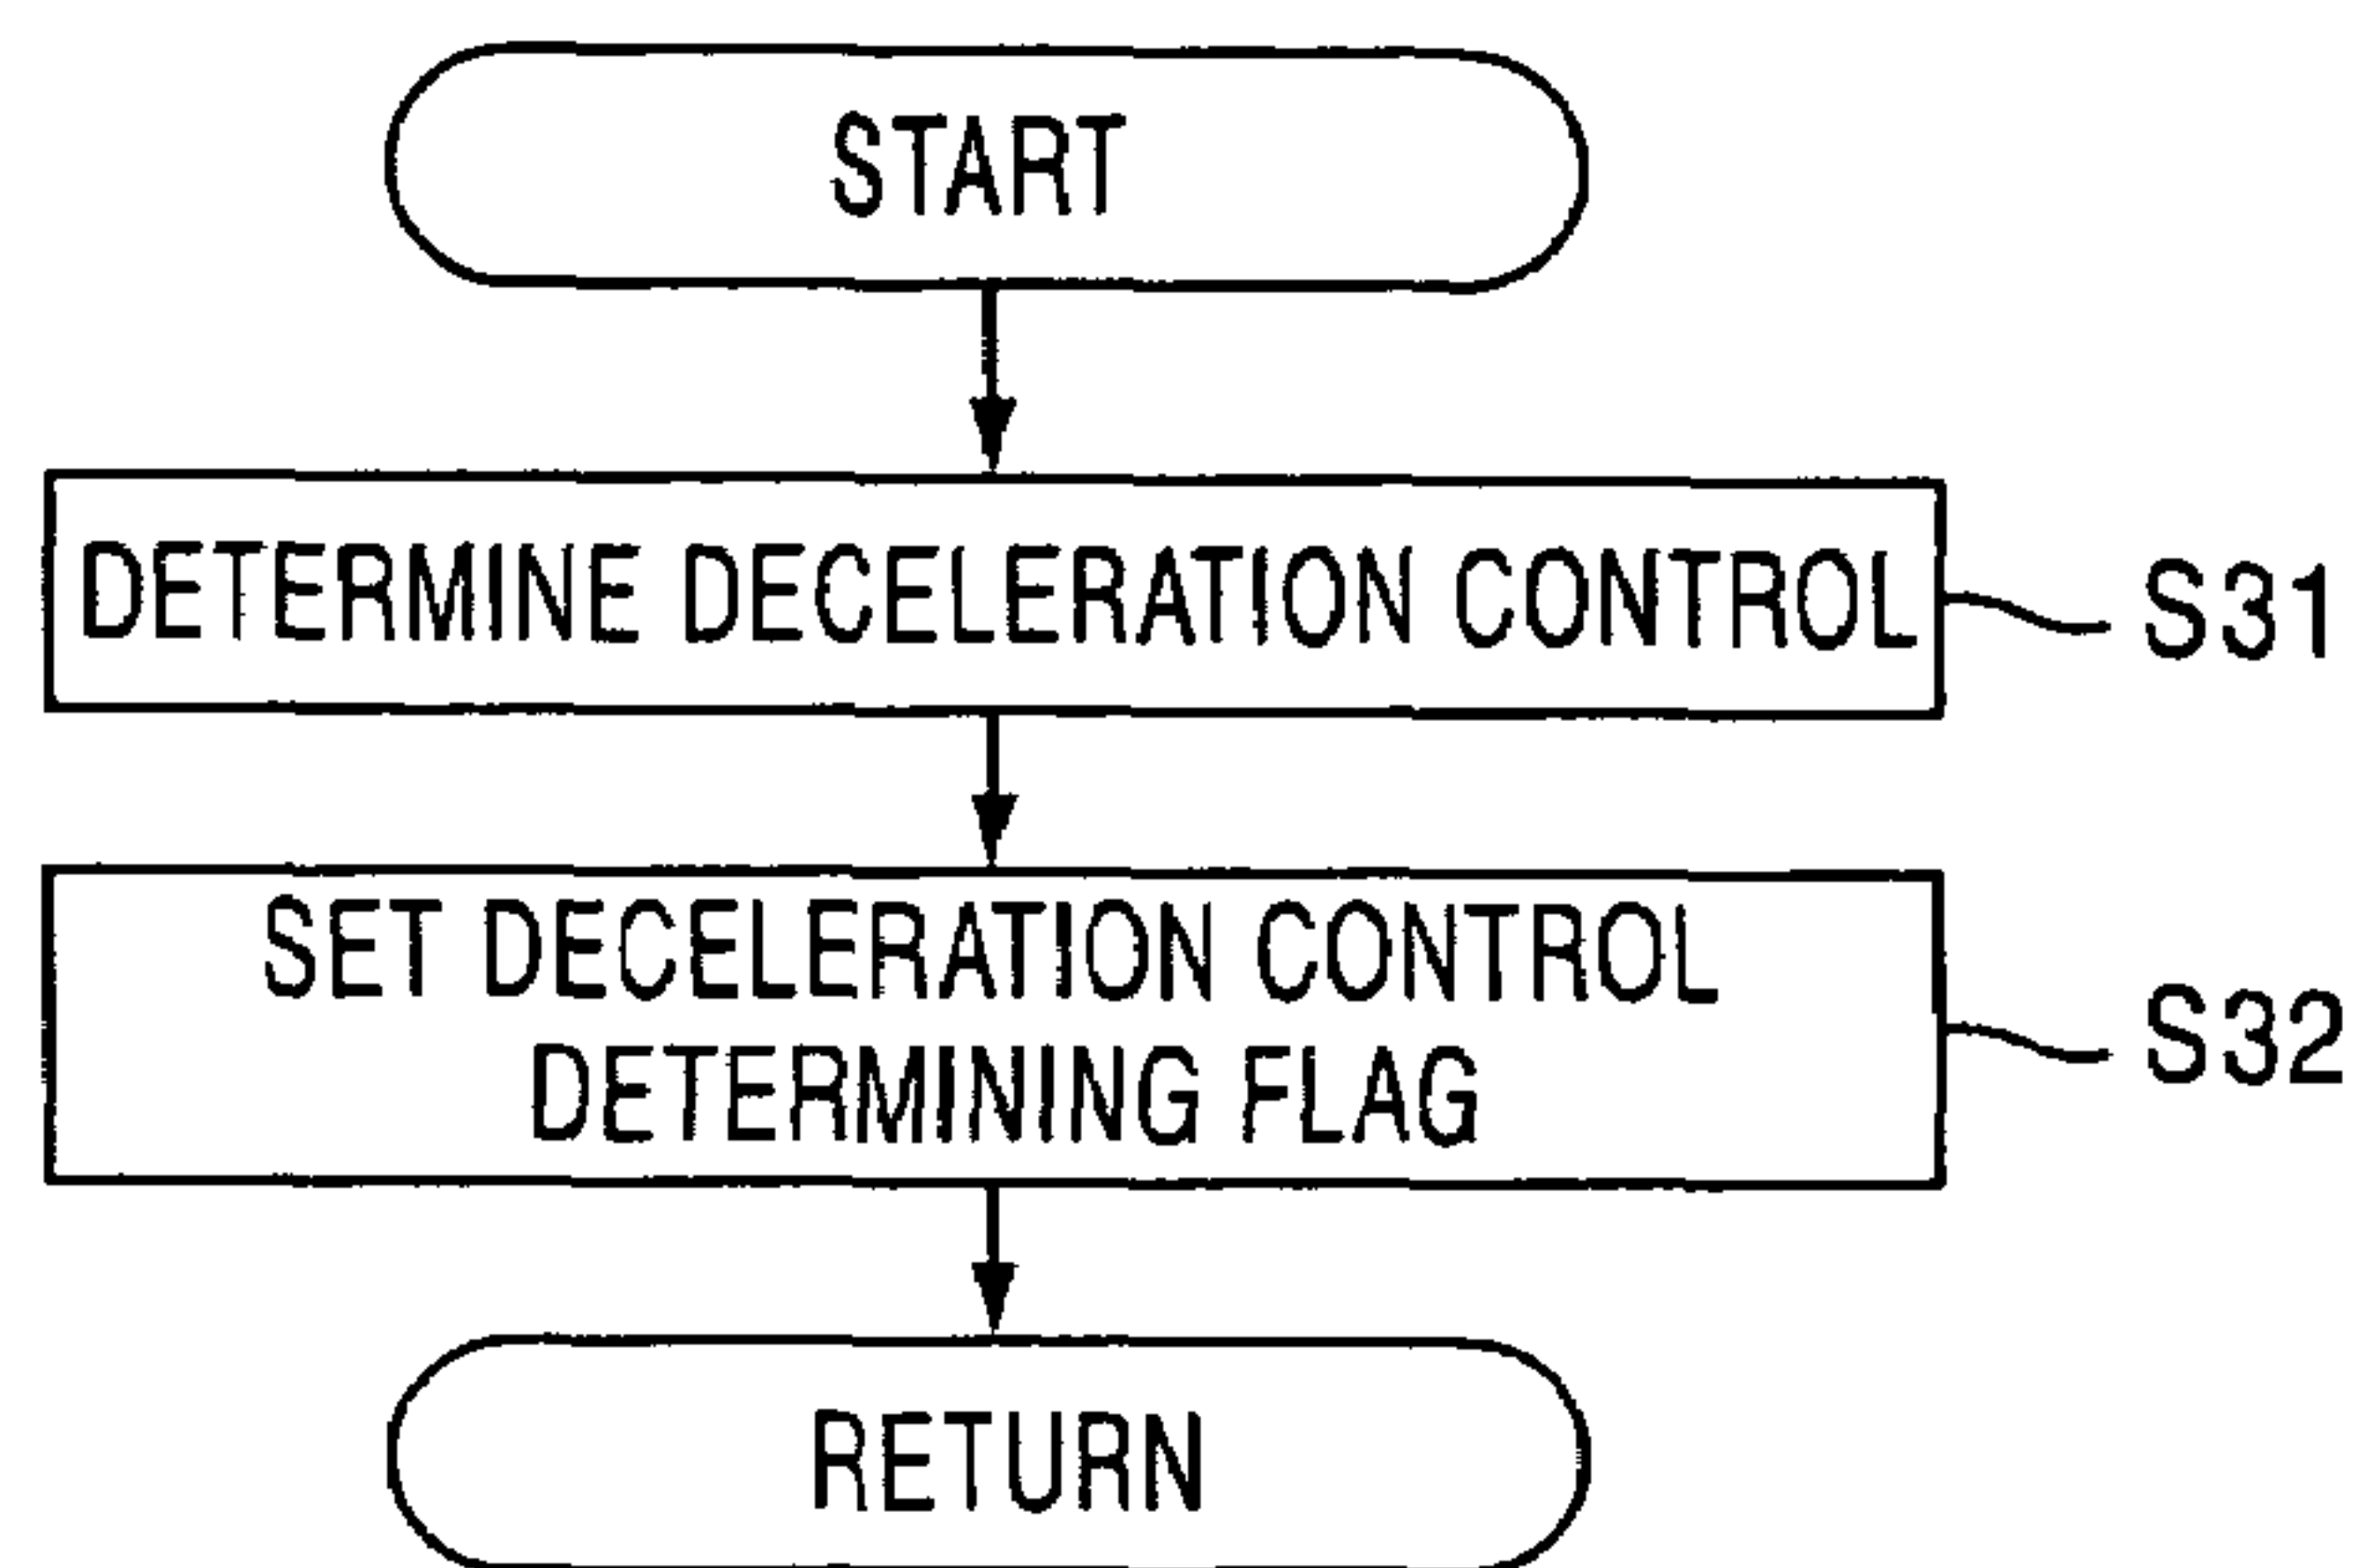 START
DETERMINE DECELERATION CONTROL
S31
SET DECELERATION CONTROL
DETERMINING FLAG
S32
RETURN